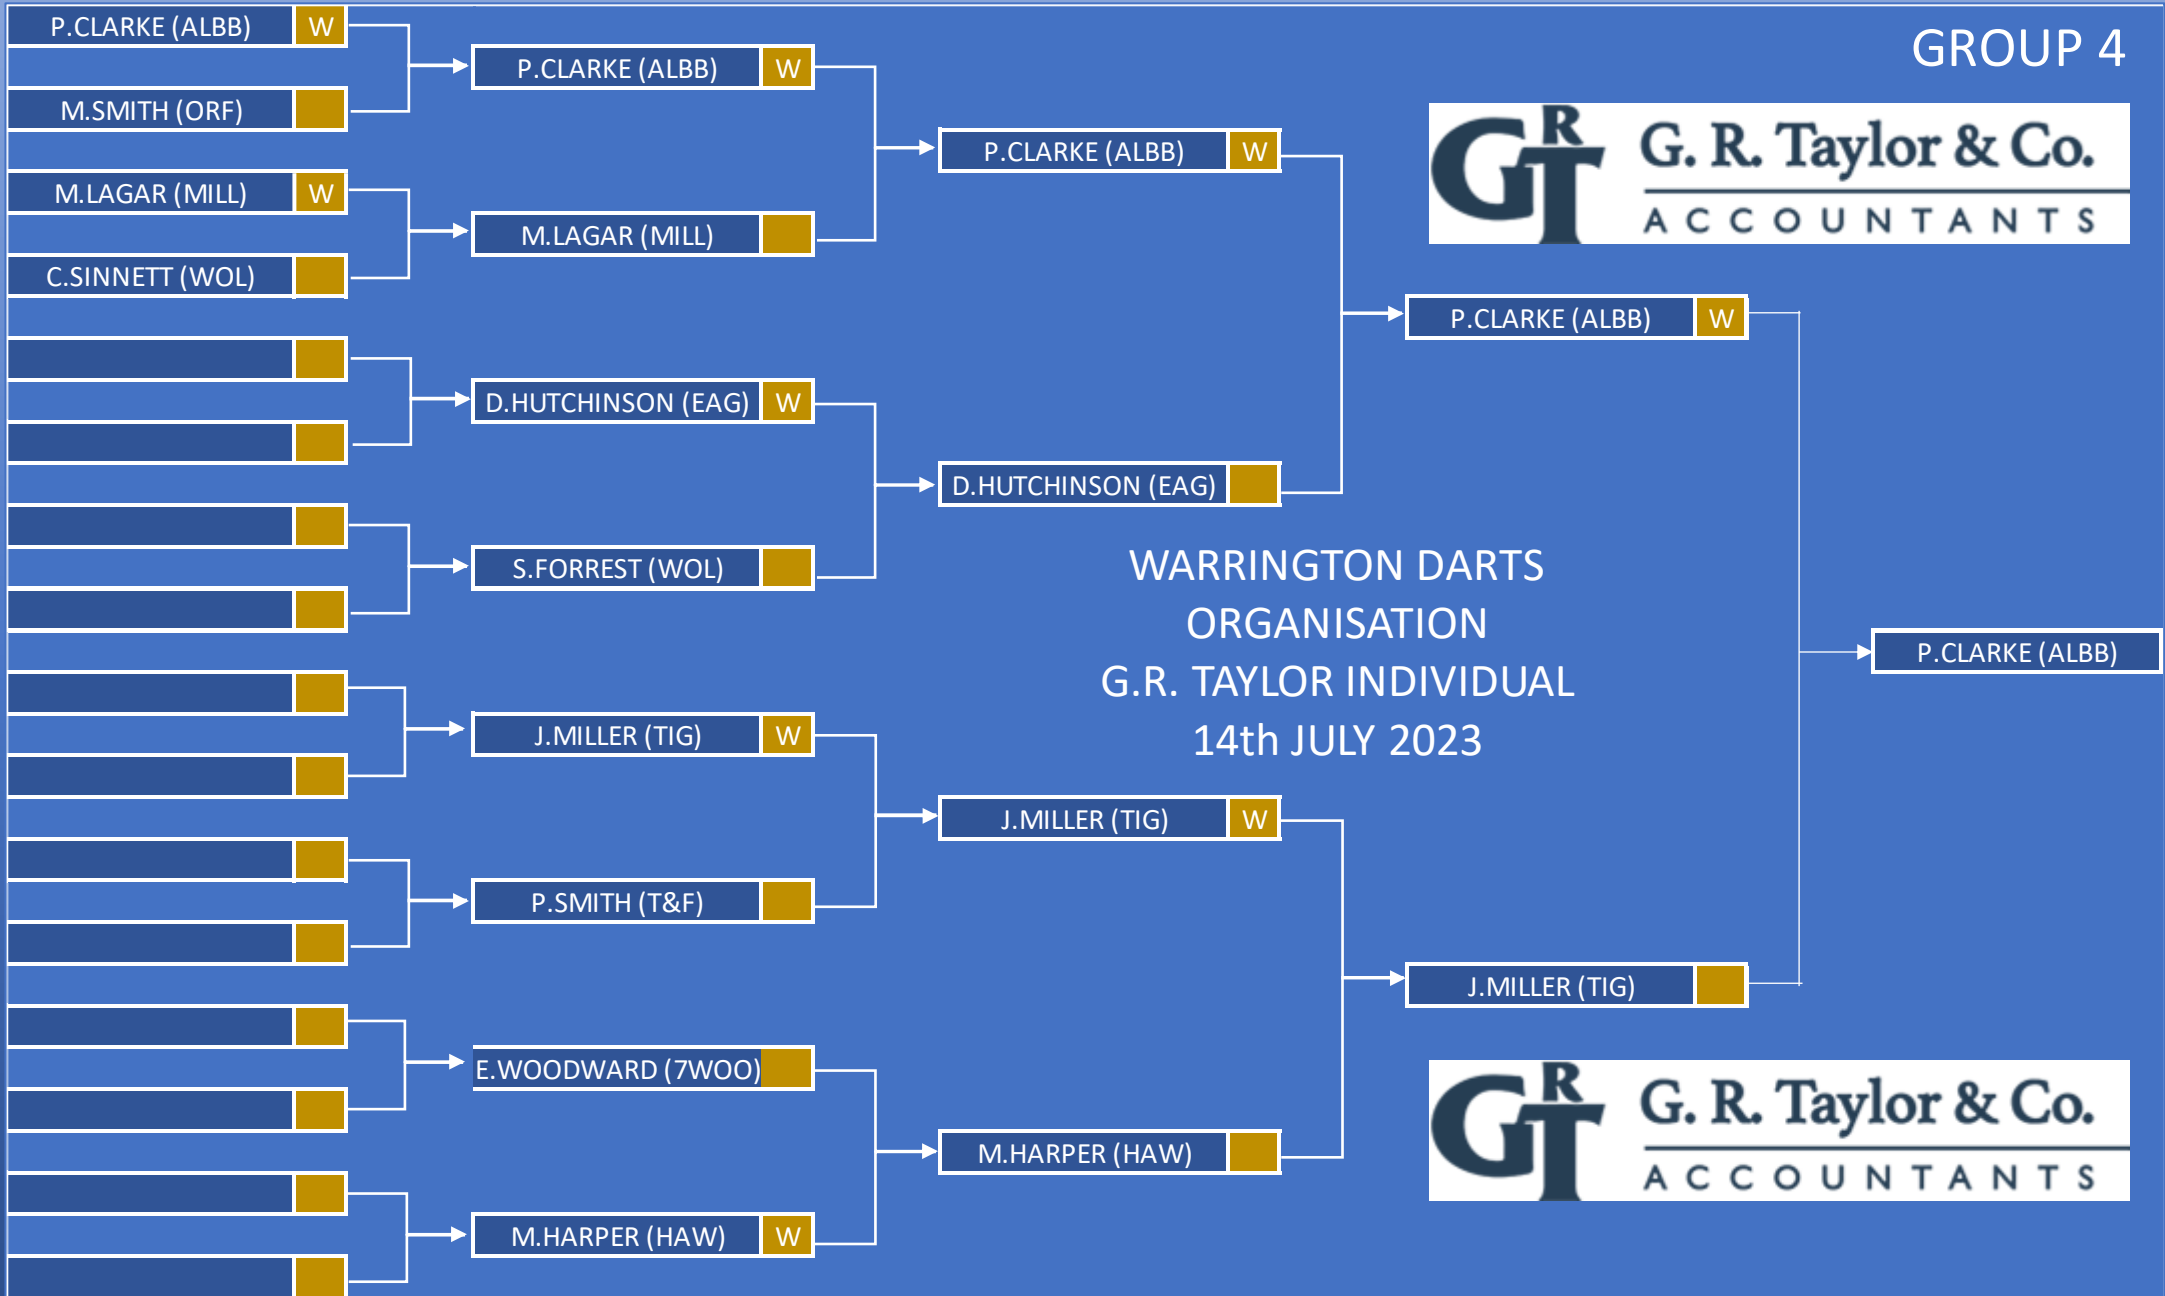 GROUP 4
P.CLARKE (ALBB) W
M.SMITH (ORF)
M.LAGAR (MILL) W
C.SINNETT (WOL)
P.CLARKE (ALBB) W
M.LAGAR (MILL)
D.HUTCHINSON (EAG) W
S.FORREST (WOL)
J.MILLER (TIG) W
P.SMITH (T&F)
E.WOODWARD (7WOO)
M.HARPER (HAW) W
P.CLARKE (ALBB) W
D.HUTCHINSON (EAG)
J.MILLER (TIG) W
M.HARPER (HAW)
P.CLARKE (ALBB) W
J.MILLER (TIG)
P.CLARKE (ALBB)
GRT
G. R. Taylor & Co.
ACCOUNTANTS
WARRINGTON DARTS
ORGANISATION
G.R. TAYLOR INDIVIDUAL
14th JULY 2023
GRT
G. R. Taylor & Co.
ACCOUNTANTS